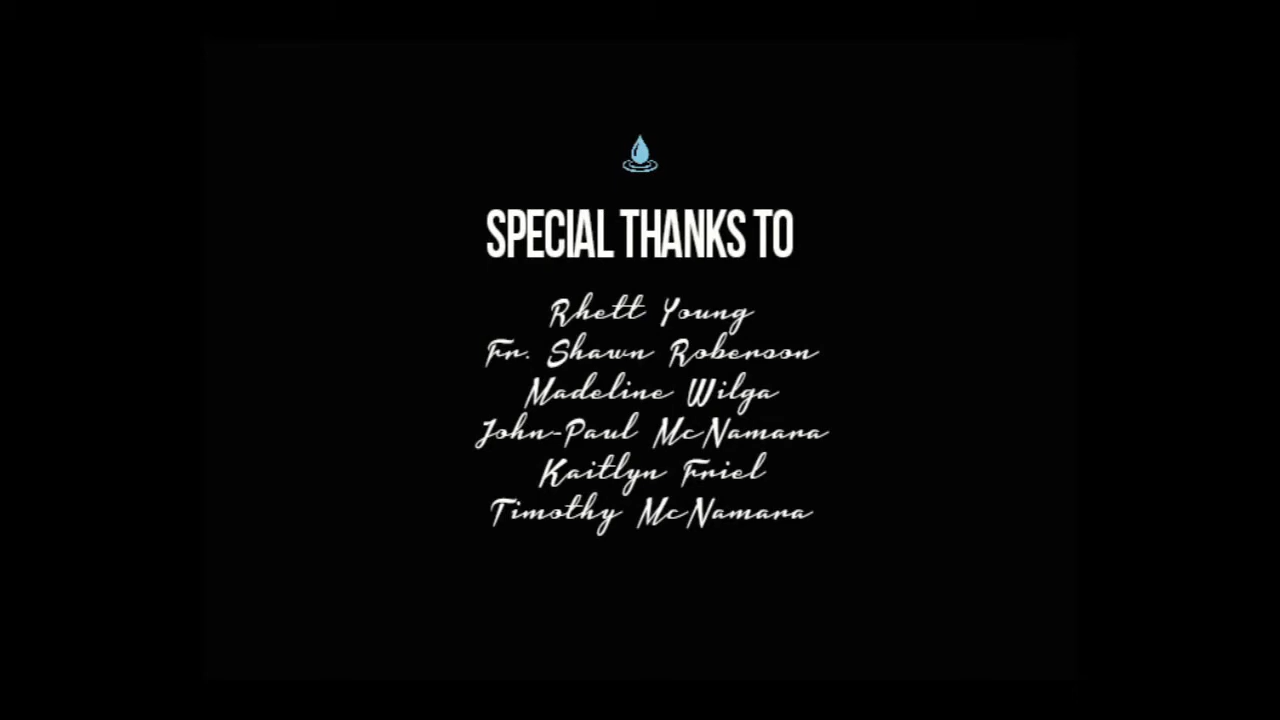 SPECIAL THANKS TO
Rhett Young
Fr. Shawn Roberson
Madeline Wilga
John-Paul McNamara
Kaitlyn Friel
Timothy McNamara